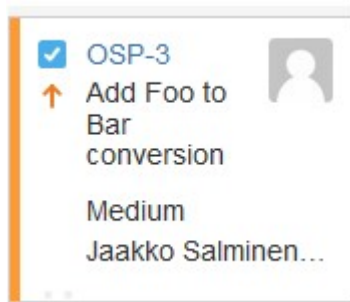 OSP-3
Add Foo to
Bar
conversion
Medium
Jaakko Salminen…